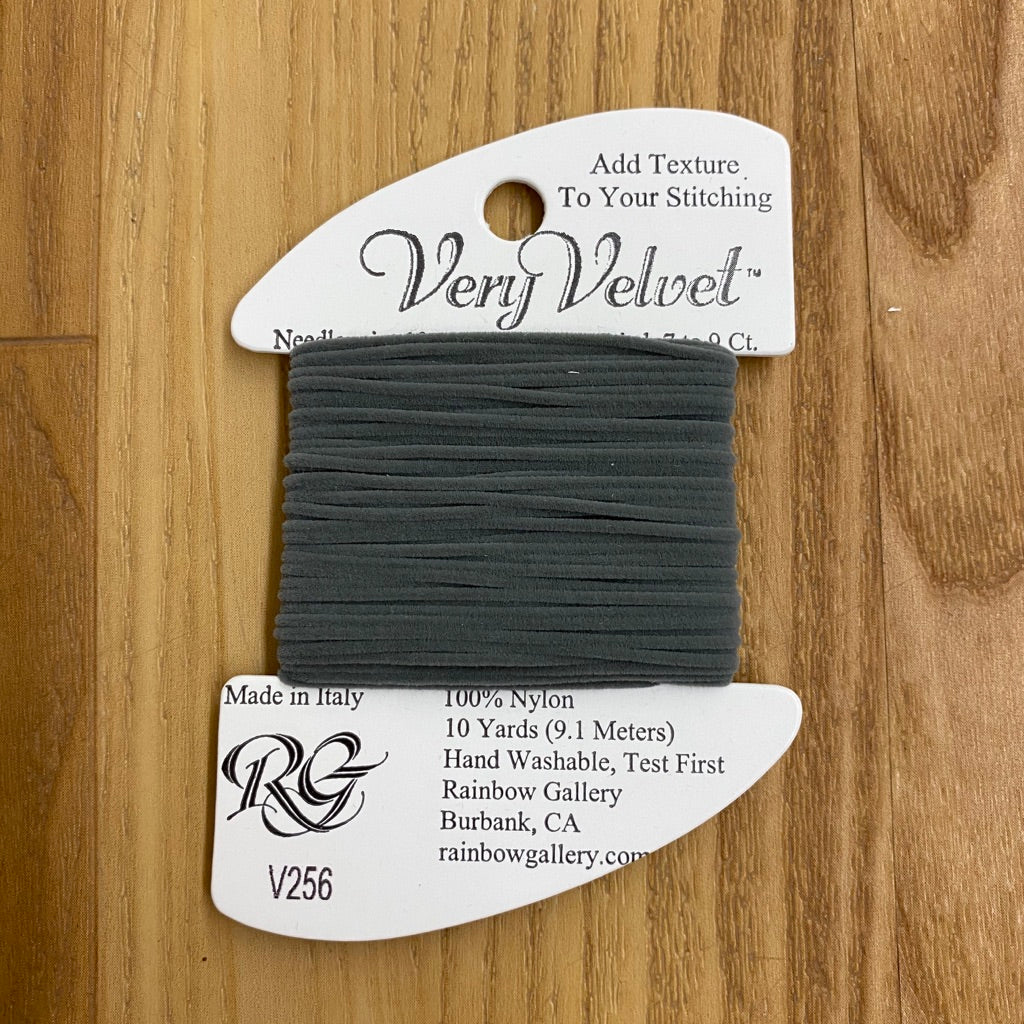 Add Texture
To Your Stitching
Very Velvet™
7 to 9 Ct.
Made in Italy
100% Nylon
10 Yards (9.1 Meters)
Hand Washable, Test First
Rainbow Gallery
Burbank, CA
rainbowgallery.com
RG
V256